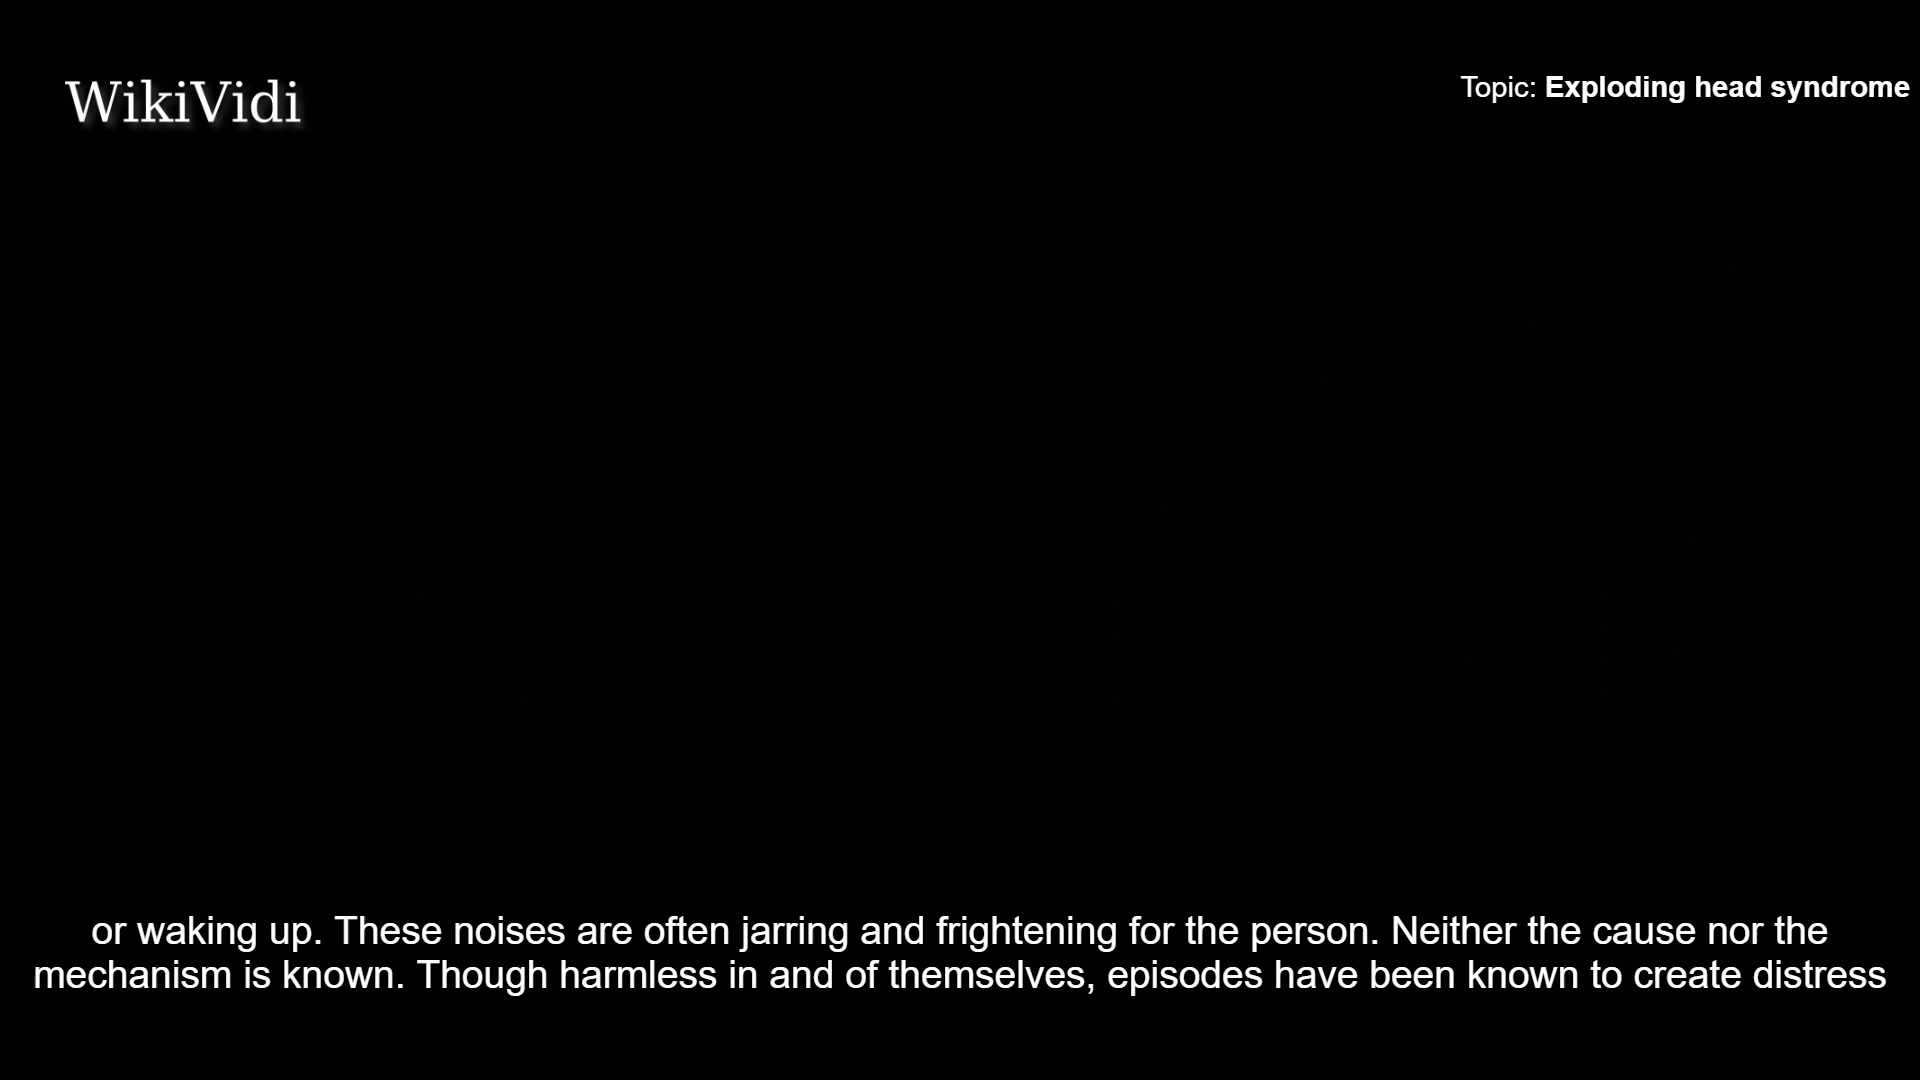 WikiVidi
Topic: Exploding head syndrome
or waking up. These noises are often jarring and frightening for the person. Neither the cause nor the
mechanism is known. Though harmless in and of themselves, episodes have been known to create distress